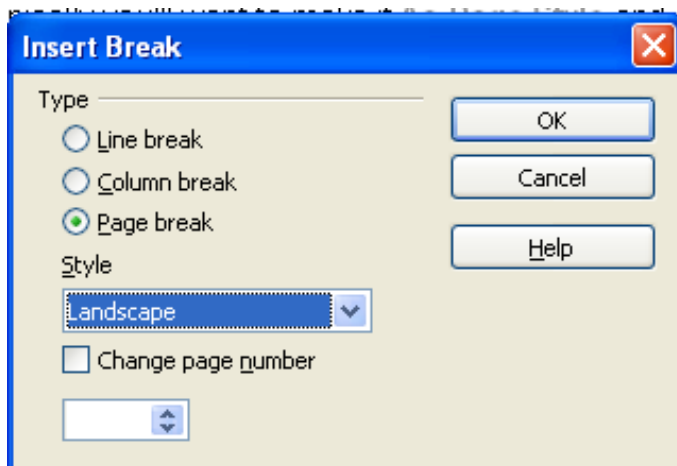 Insert Break
Type
Line break
Column break
Page break
Style
Landscape
Change page number
OK
Cancel
Help